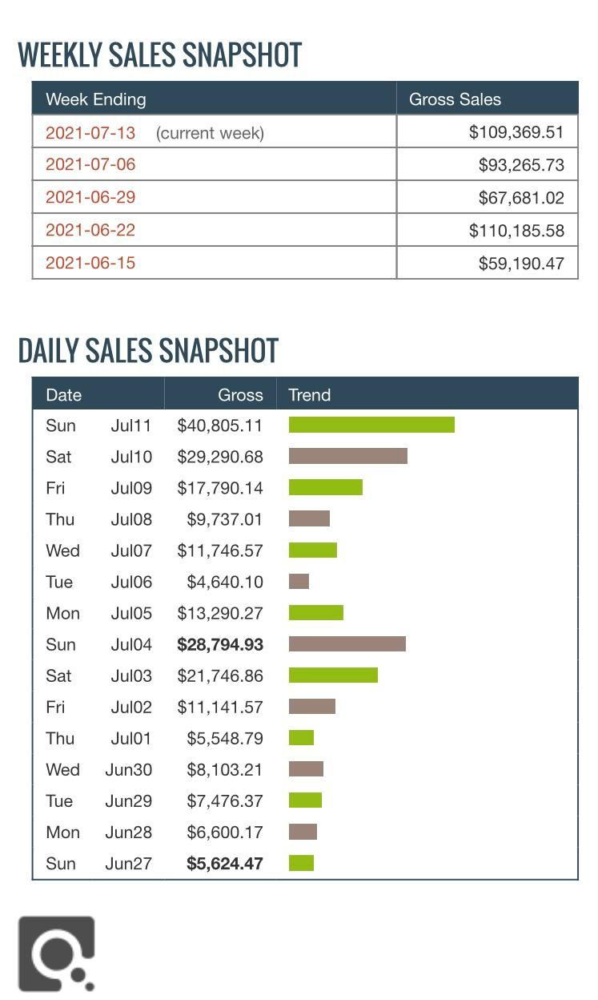 WEEKLY SALES SNAPSHOT
Week Ending Gross Sales
2021-07-13 (current week) $109,369.51
2021-07-06 $93,265.73
2021-06-29 $67,681.02
2021-06-22 $110,185.58
2021-06-15 $59,190.47
DAILY SALES SNAPSHOT
Date Gross Trend
Sun Jul11 $40,805.11
Sat Jul10 $29,290.68
Fri Jul09 $17,790.14
Thu Jul08 $9,737.01
Wed Jul07 $11,746.57
Tue Jul06 $4,640.10
Mon Jul05 $13,290.27
Sun Jul04 $28,794.93
Sat Jul03 $21,746.86
Fri Jul02 $11,141.57
Thu Jul01 $5,548.79
Wed Jun30 $8,103.21
Tue Jun29 $7,476.37
Mon Jun28 $6,600.17
Sun Jun27 $5,624.47